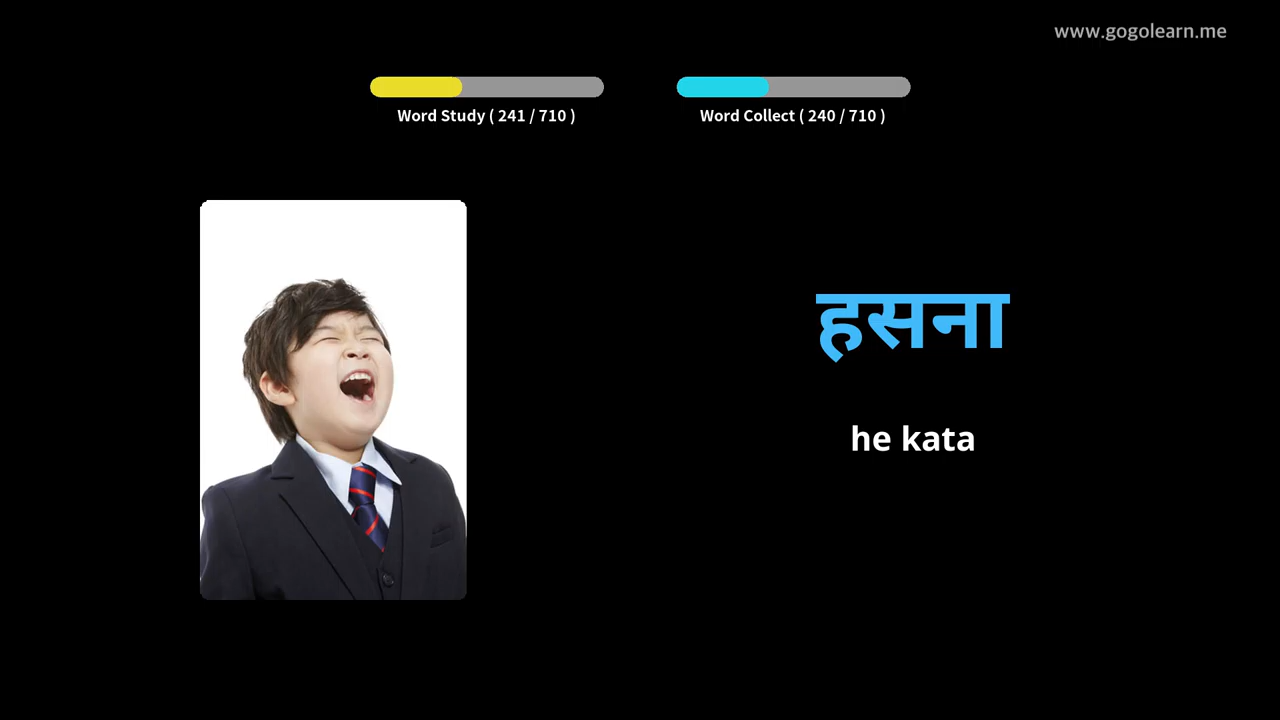 www.gogolearn.me
Word Study ( 241 / 710 )
Word Collect ( 240 / 710 )
हसना
he kata